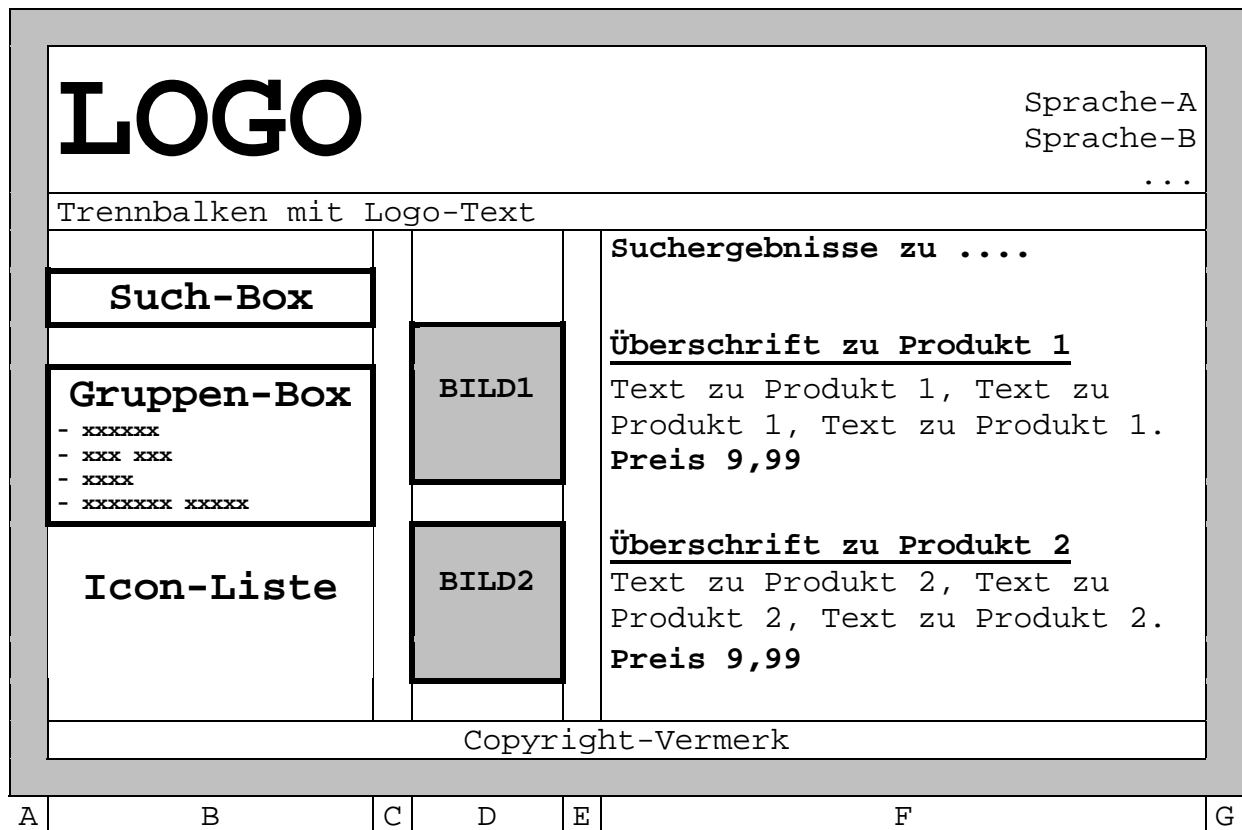 LOGO
Sprache-A
Sprache-B
...
Trennbalken mit Logo-Text
Such-Box
Gruppen-Box
- xxxxxx
- xxx xxx
- xxxx
- xxxxxxx xxxxx
Icon-Liste
BILD1
BILD2
Suchergebnisse zu ....
Überschrift zu Produkt 1
Text zu Produkt 1, Text zu
Produkt 1, Text zu Produkt 1.
Preis 9,99
Überschrift zu Produkt 2
Text zu Produkt 2, Text zu
Produkt 2, Text zu Produkt 2.
Preis 9,99
Copyright-Vermerk
A B C D E F G